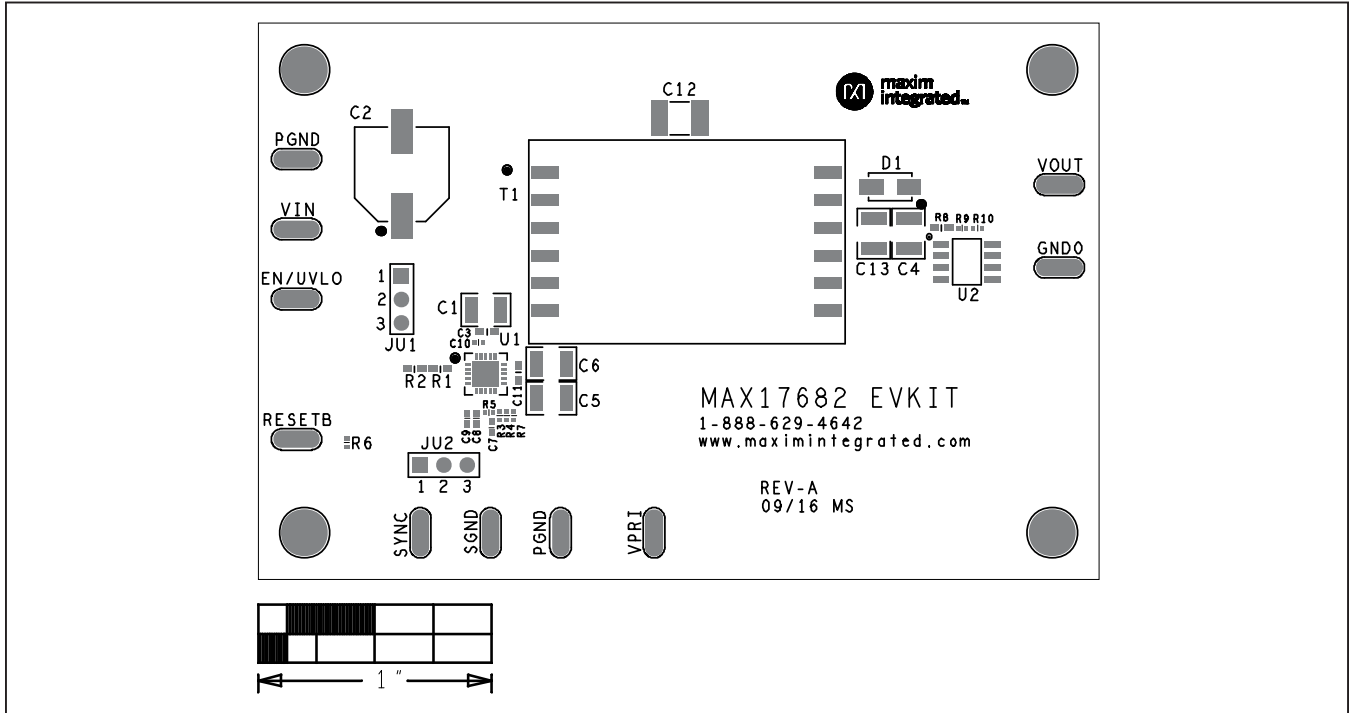 maxim
integrated™
C12
C2
PGND
T1
D1
VOUT
VIN
R8 R9 R10
GNDO
EN/UVLO
1
2
3
JU1
C1
C3
C10
U1
C13 C4
U2
R2 R1
C11
C6
C5
MAX17682 EVKIT
1-888-629-4642
www.maximintegrated.com
RESETB
R6
R5
C9
C8
C7
R3
R4
R7
JU2
1 2 3
REV-A
09/16 MS
SYNC
SGND
PGND
VPRI
1 "